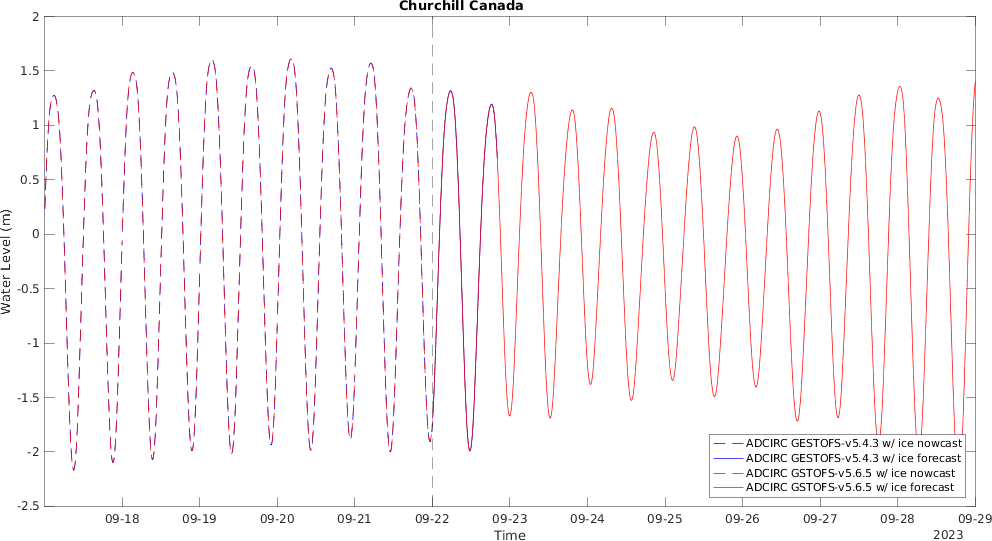 Churchill Canada
2
1.5
1
0.5
0
-0.5
-1
-1.5
-2
-2.5
Water Level (m)
09-18 09-19 09-20 09-21 09-22 09-23 09-24 09-25 09-26 09-27 09-28 09-29
Time
2023
ADCIRC GESTOFS-v5.4.3 w/ ice nowcast
ADCIRC GESTOFS-v5.4.3 w/ ice forecast
ADCIRC GSTOFS-v5.6.5 w/ ice nowcast
ADCIRC GSTOFS-v5.6.5 w/ ice forecast